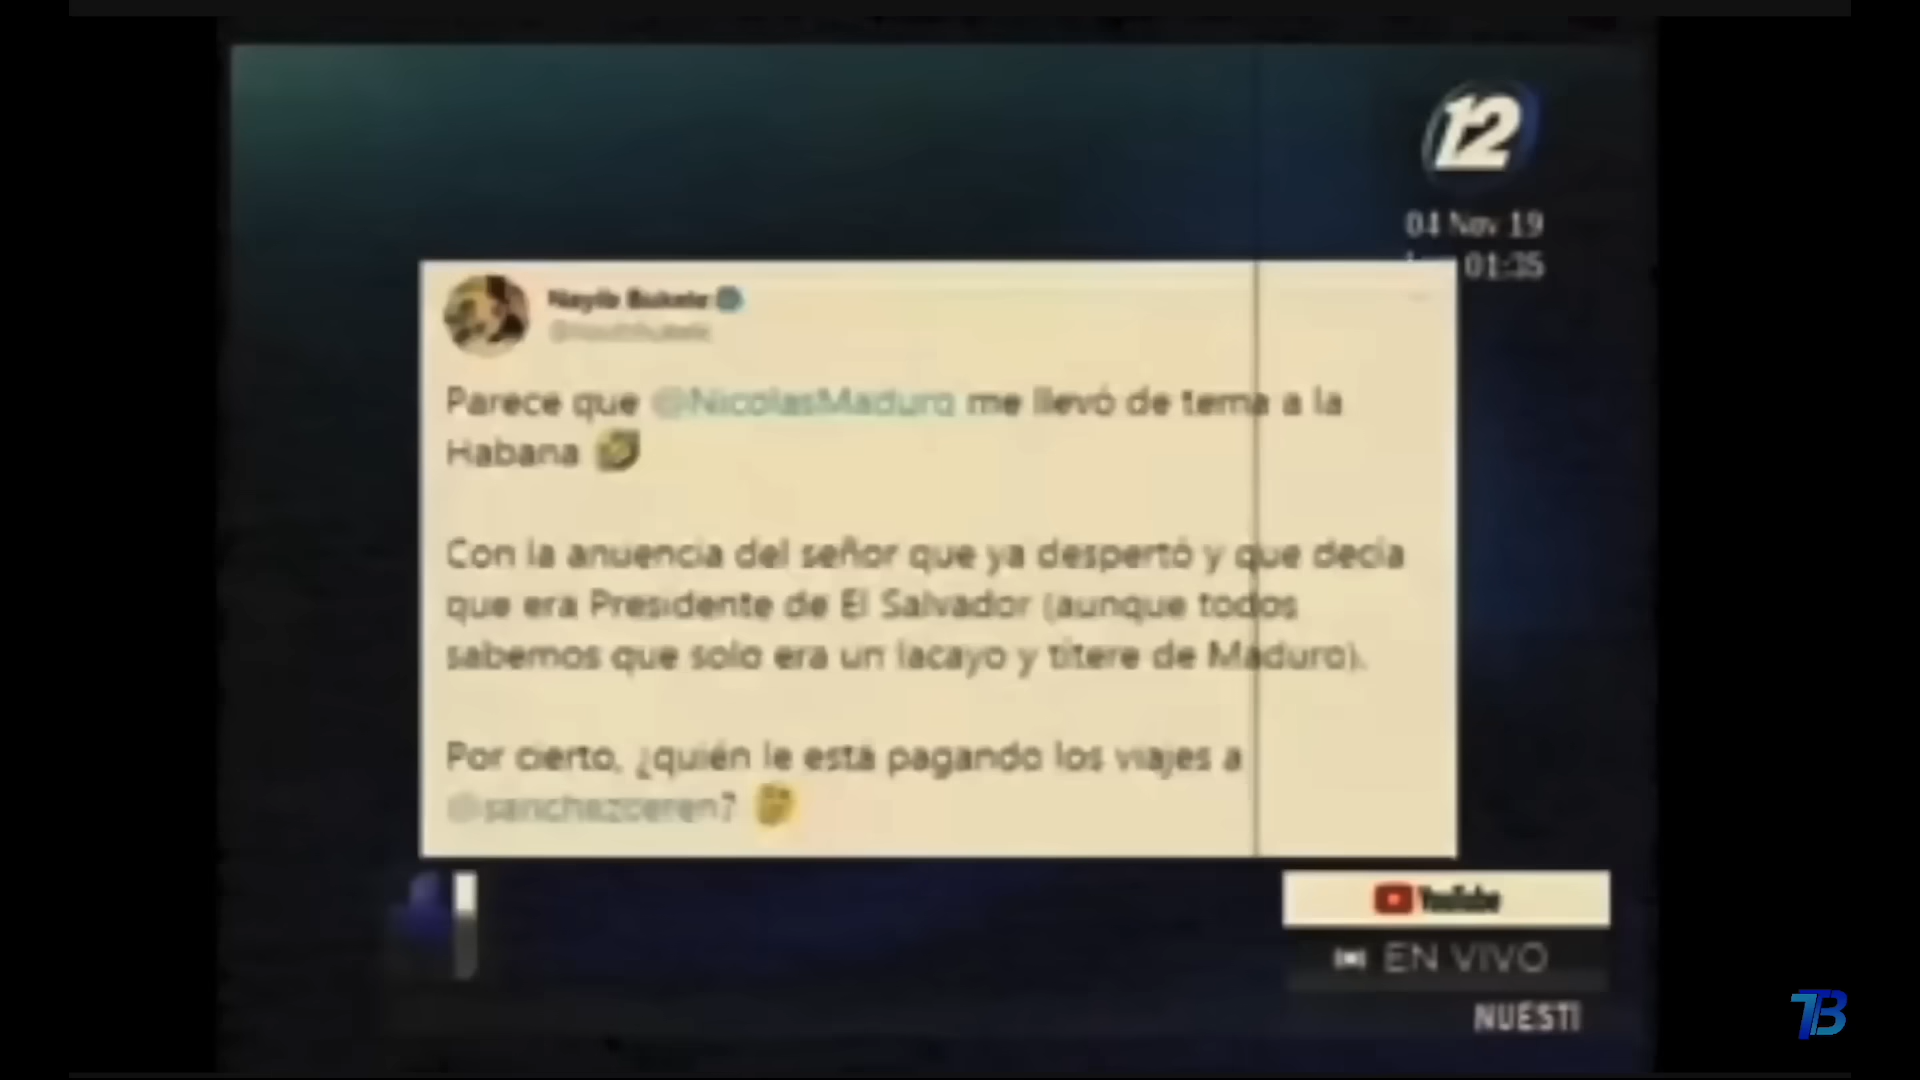 12
04 Nov 19
01:35
Nayib Bukele
Parece que @NicolasMaduro me llevó de tema a la
Habana
Con la anuencia del señor que ya despertó y que decía
que era Presidente de El Salvador (aunque todos
sabemos que solo era un lacayo y títere de Maduro).
Por cierto, ¿quién le está pagando los viajes a
@sanchezceren?
YouTube
EN VIVO
NUESTI
TB